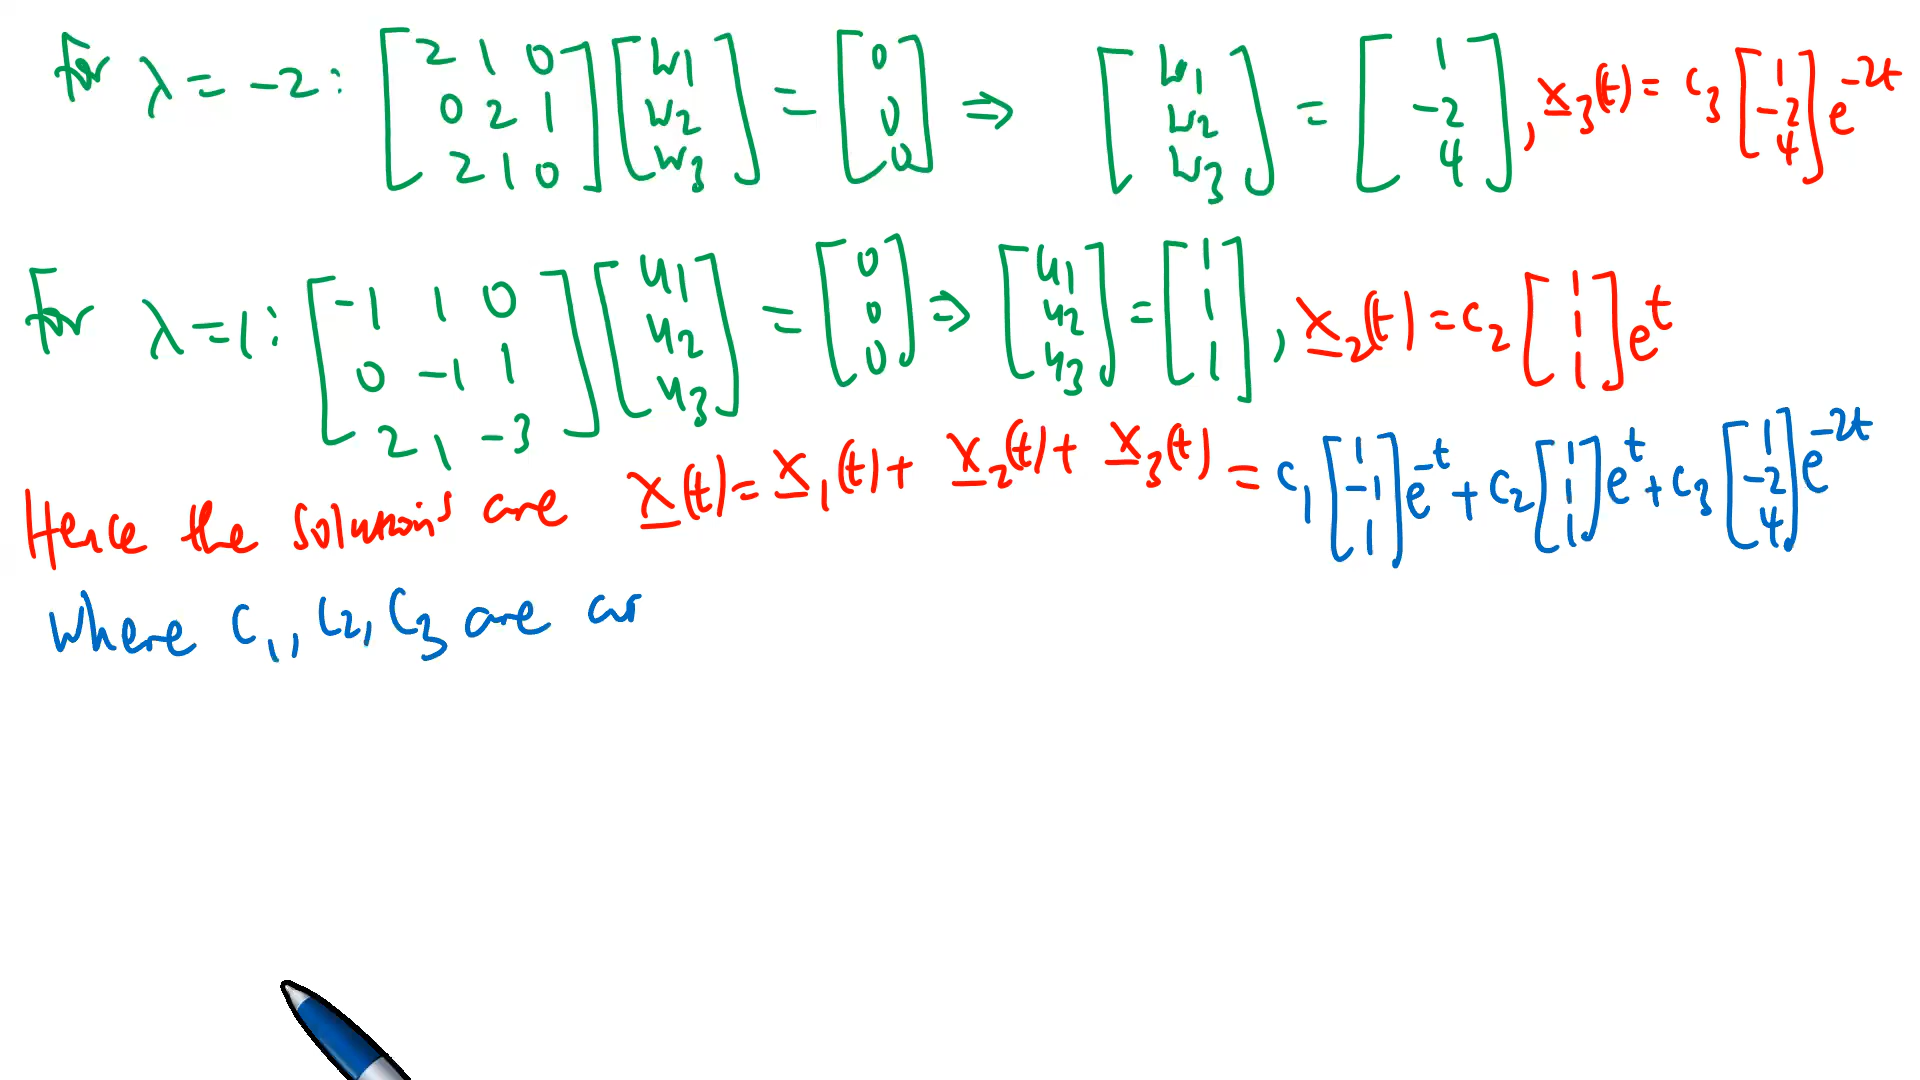 For λ = -2: [2 1 0; 0 2 1; 2 1 0] [w1; w2; w3] = [0; 0; 0] ⇒ [w1; w2; w3] = [1; -2; 4], x3(t) = c3 [1; -2; 4] e^-2t
For λ = 1: [-1 1 0; 0 -1 1; 2 1 -3] [u1; u2; u3] = [0; 0; 0] ⇒ [u1; u2; u3] = [1; 1; 1], x2(t) = c2 [1; 1; 1] e^t
Hence the solutions are x(t) = x1(t) + x2(t) + x3(t) = c1 [1; -1; 1] e^-t + c2 [1; 1; 1] e^t + c3 [1; -2; 4] e^-2t
Where c1, c2, c3 are ar